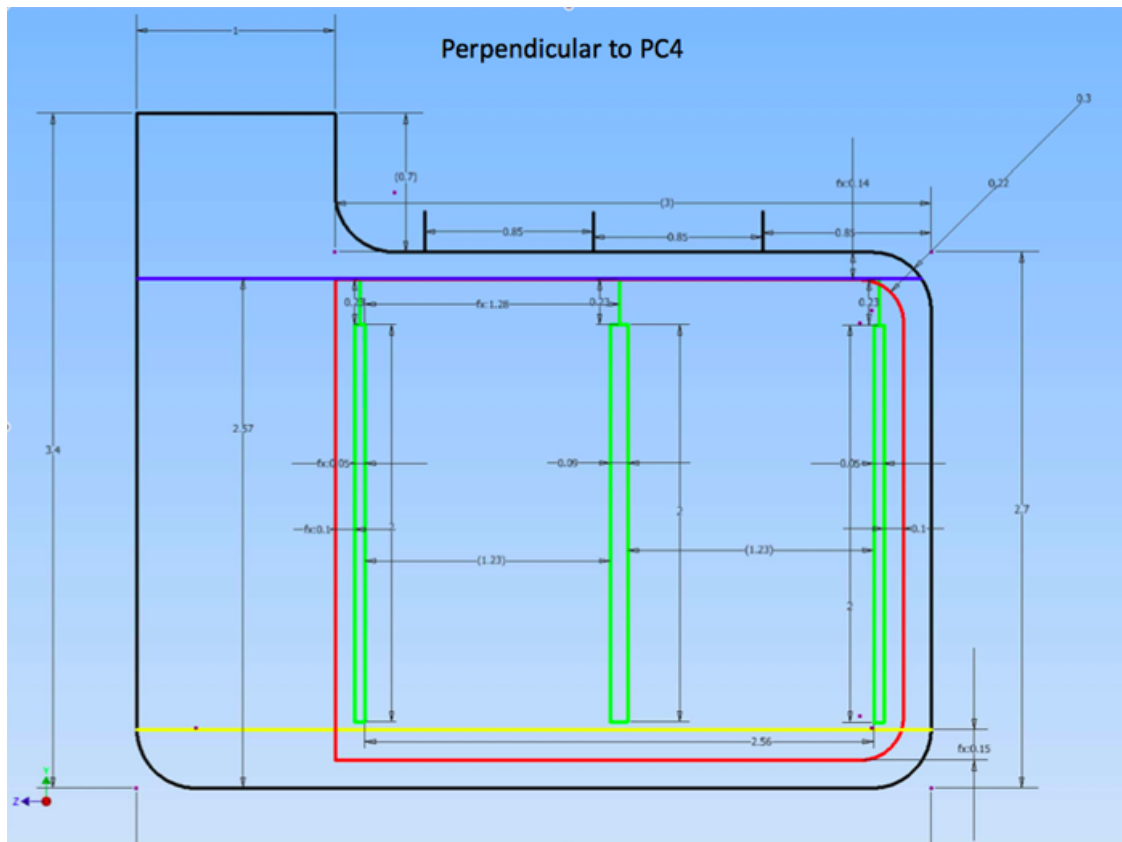 Perpendicular to PC4
1
0.3
(0.7)
fx:0.14
0.22
(3)
0.85
0.85
0.85
0.23
fx:1.28
0.23
0.23
2.57
3.4
fx:0.05
0.09
0.05
2
2.7
fx:0.1
2
0.1
(1.23)
(1.23)
2
2.56
fx:0.15
Y
Z